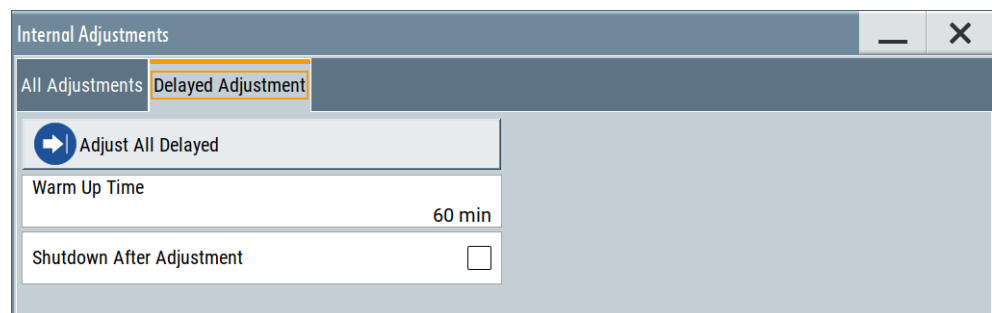 Internal Adjustments
All Adjustments Delayed Adjustment
Adjust All Delayed
Warm Up Time
60 min
Shutdown After Adjustment